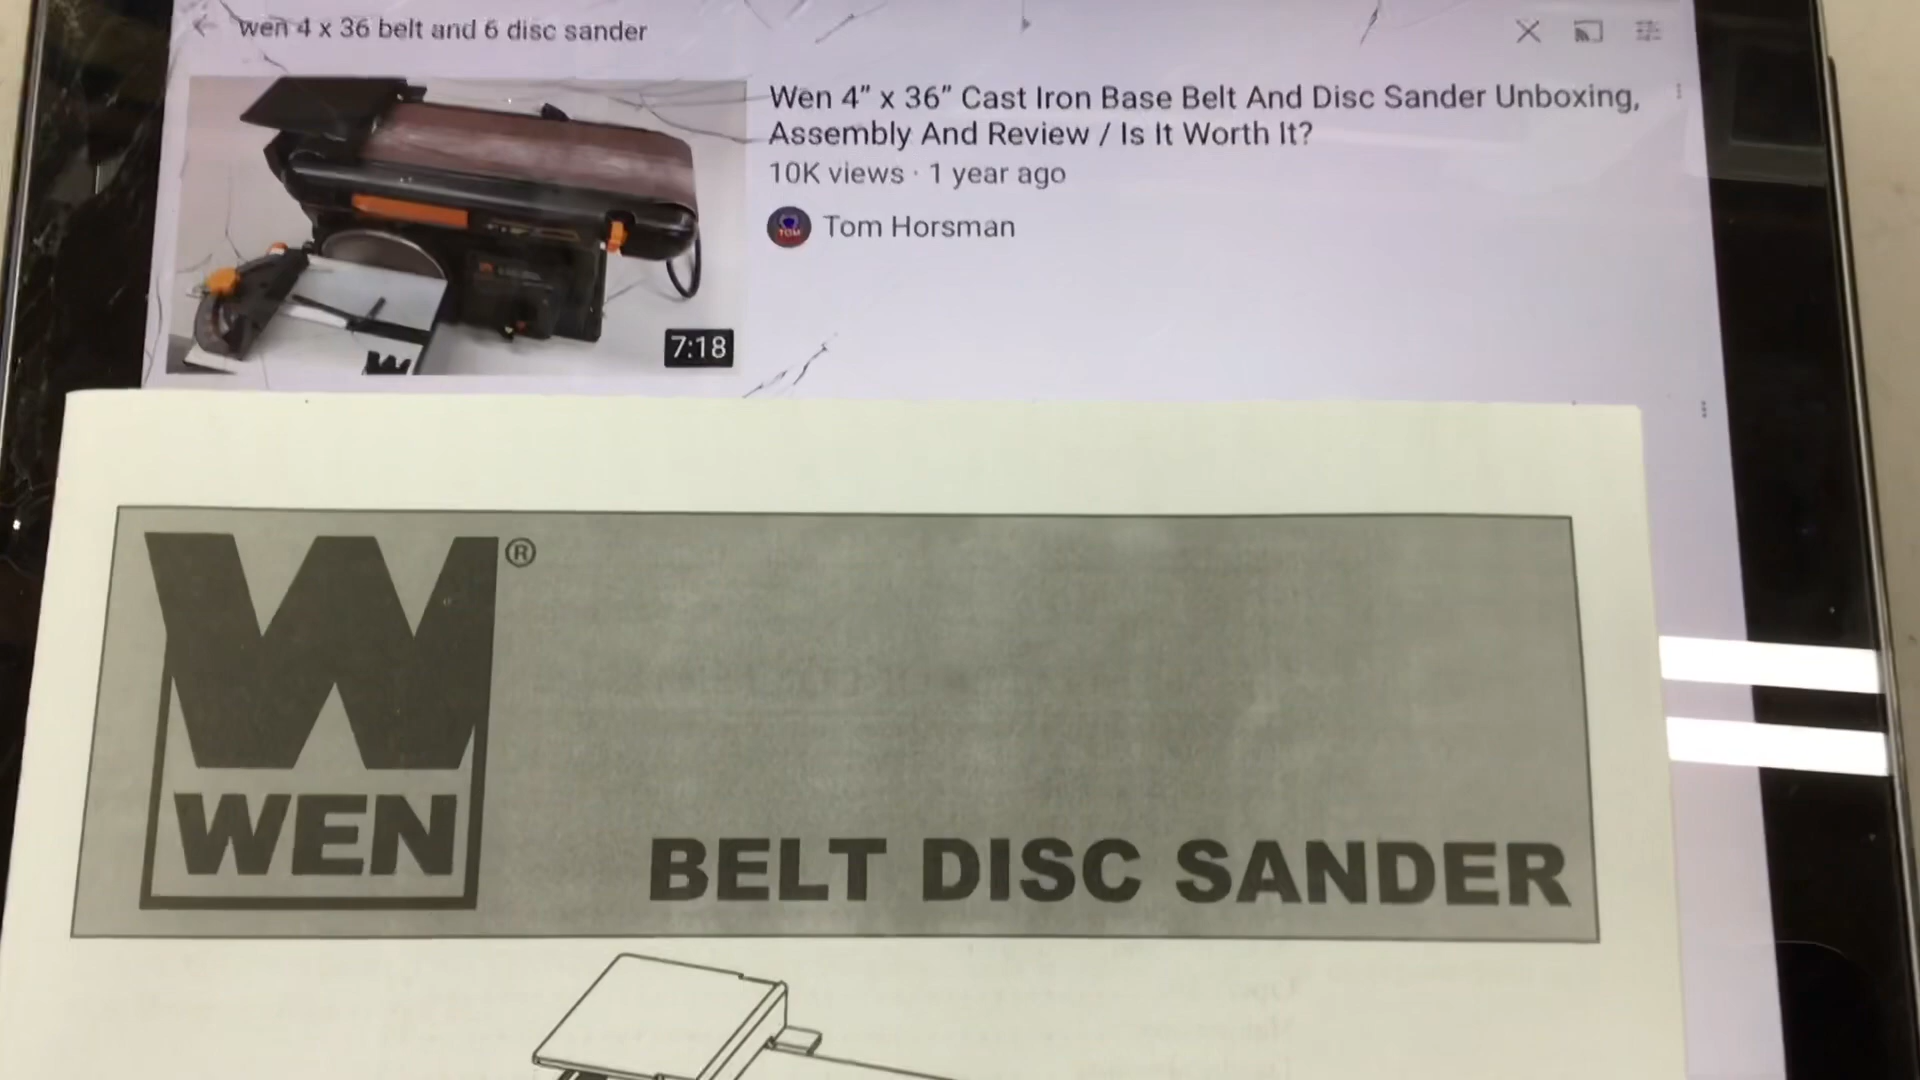 wen 4 x 36 belt and 6 disc sander
Wen 4" x 36" Cast Iron Base Belt And Disc Sander Unboxing,
Assembly And Review / Is It Worth It?
10K views · 1 year ago
TOM
Tom Horsman
7:18
W
®
WEN
BELT DISC SANDER